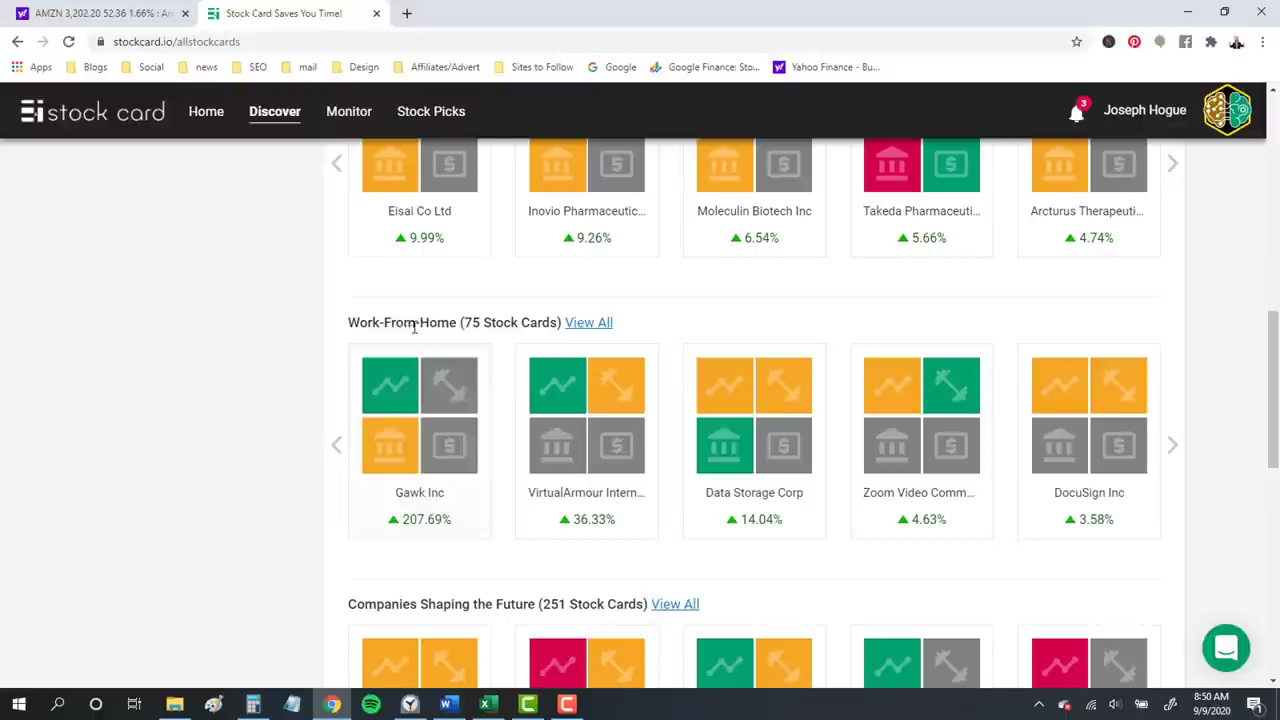 AMZN 3,202.20 52.36 1.66% : An
Stock Card Saves You Time!
stockcard.io/allstockcards
Apps Blogs Social news SEO mail Design Affiliates/Advert Sites to Follow Google Google Finance: Sto... Yahoo Finance - Bu...
stock card Home Discover Monitor Stock Picks 3 Joseph Hogue
Eisai Co Ltd Inovio Pharmaceutic... Moleculin Biotech Inc Takeda Pharmaceuti... Arcturus Therapeuti...
9.99% 9.26% 6.54% 5.66% 4.74%
Work-From-Home (75 Stock Cards) View All
Gawk Inc VirtualArmour Intern... Data Storage Corp Zoom Video Comm... DocuSign Inc
207.69% 36.33% 14.04% 4.63% 3.58%
Companies Shaping the Future (251 Stock Cards) View All
8:50 AM
9/9/2020